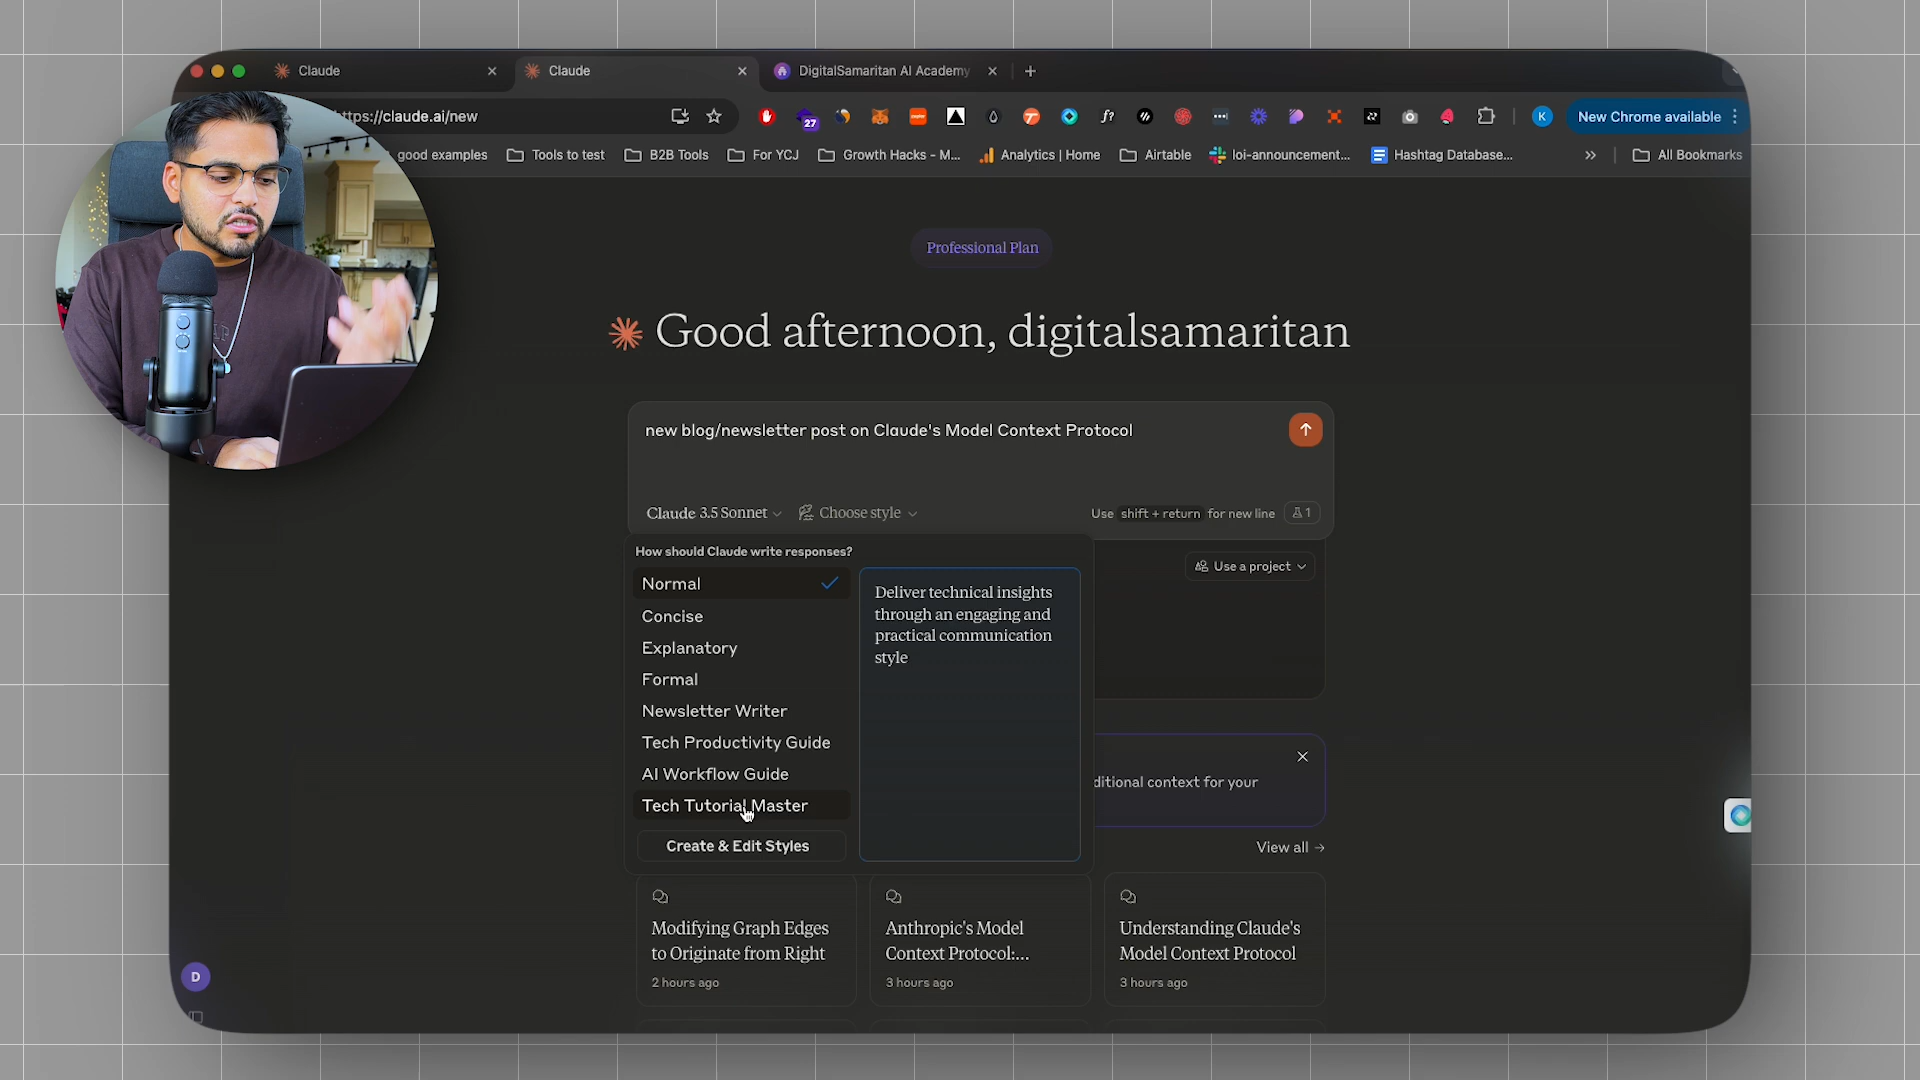 Claude
Claude
DigitalSamaritan AI Academy
ttps://claude.ai/new
27
K
New Chrome available
good examples
Tools to test
B2B Tools
For YCJ
Growth Hacks - M...
Analytics | Home
Airtable
loi-announcement...
Hashtag Database...
All Bookmarks
Professional Plan
Good afternoon, digitalsamaritan
new blog/newsletter post on Claude's Model Context Protocol
Claude 3.5 Sonnet
Choose style
Use shift + return for new line
1
How should Claude write responses?
Use a project
Normal
Concise
Explanatory
Formal
Newsletter Writer
Tech Productivity Guide
AI Workflow Guide
Tech Tutorial Master
Create & Edit Styles
Deliver technical insights
through an engaging and
practical communication
style
ditional context for your
View all
Modifying Graph Edges
to Originate from Right
2 hours ago
Anthropic's Model
Context Protocol:...
3 hours ago
Understanding Claude's
Model Context Protocol
3 hours ago
D